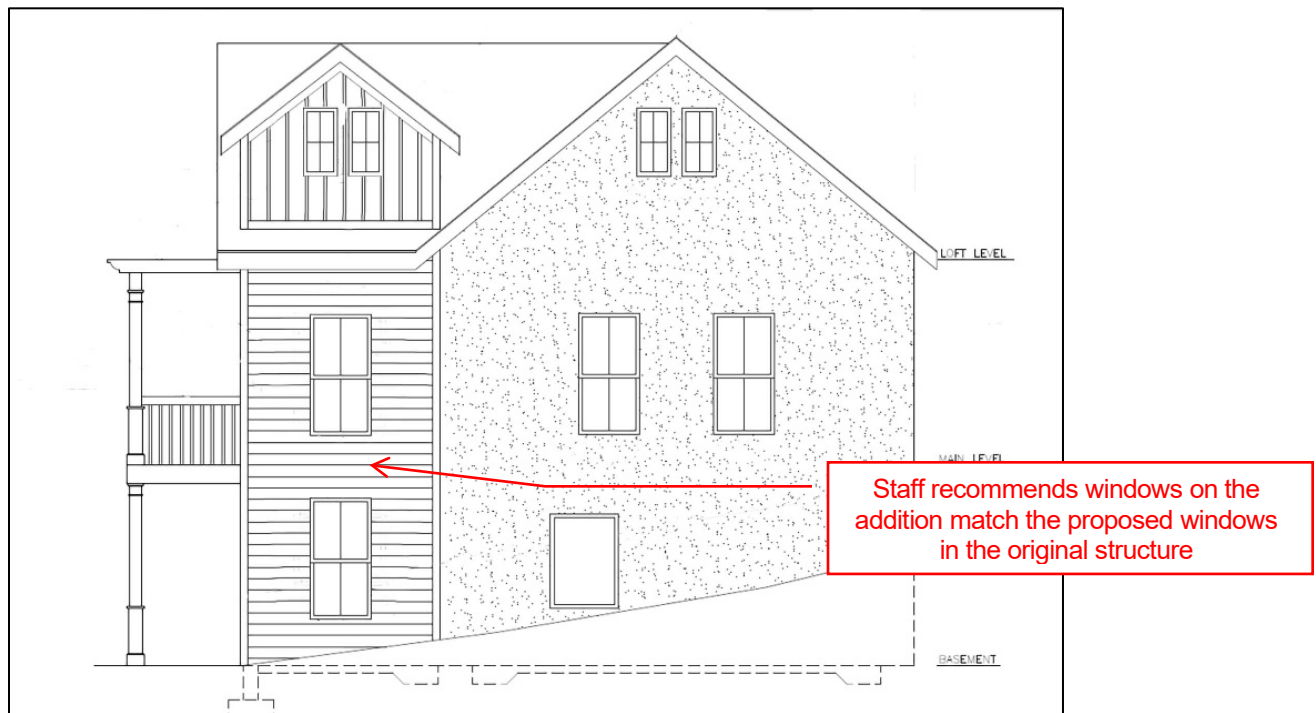 LOFT LEVEL
MAIN LEVEL
Staff recommends windows on the
addition match the proposed windows
in the original structure
BASEMENT